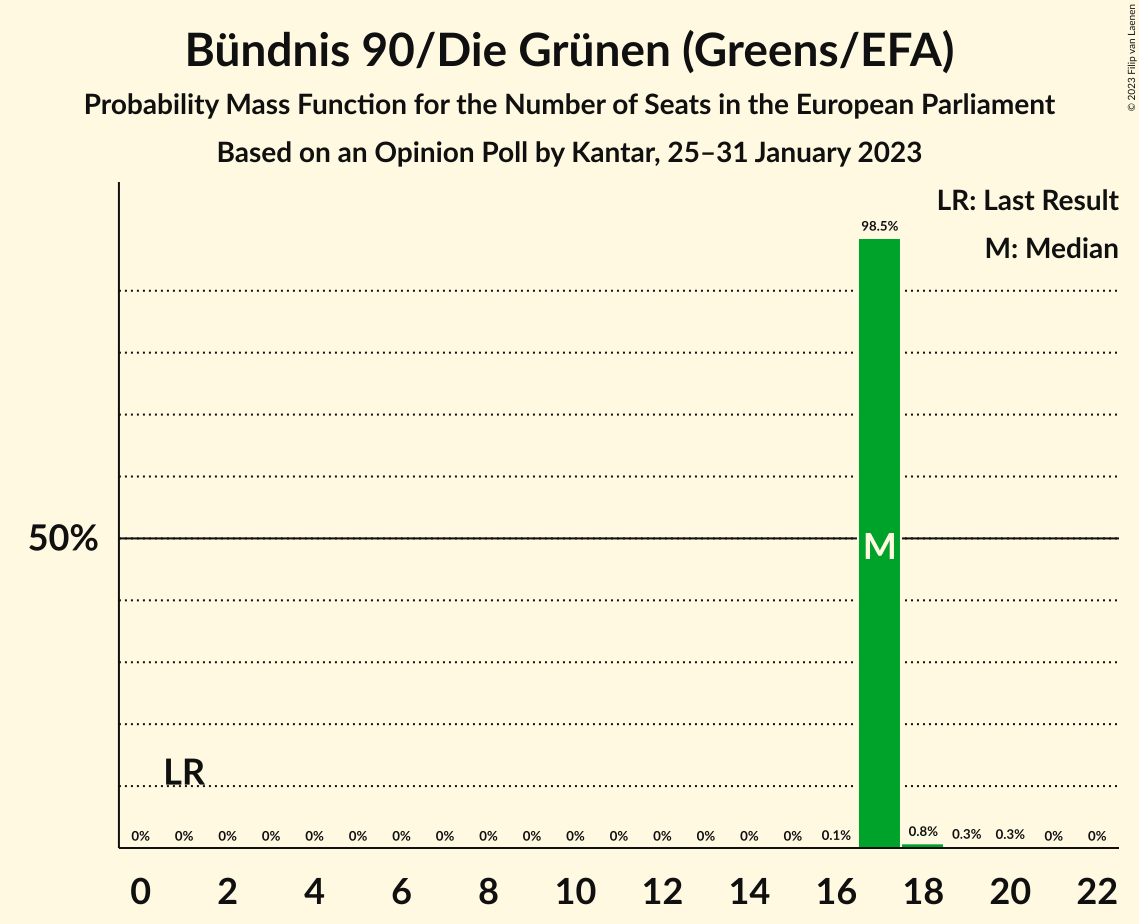 Bündnis 90/Die Grünen (Greens/EFA)
Probability Mass Function for the Number of Seats in the European Parliament
Based on an Opinion Poll by Kantar, 25–31 January 2023
© 2023 Filip van Laenen
LR: Last Result
M: Median
98.5%
50%
M
LR
0% 0% 0% 0% 0% 0% 0% 0% 0% 0% 0% 0% 0% 0% 0% 0% 0.1% 0.8% 0.3% 0.3% 0% 0%
0 2 4 6 8 10 12 14 16 18 20 22